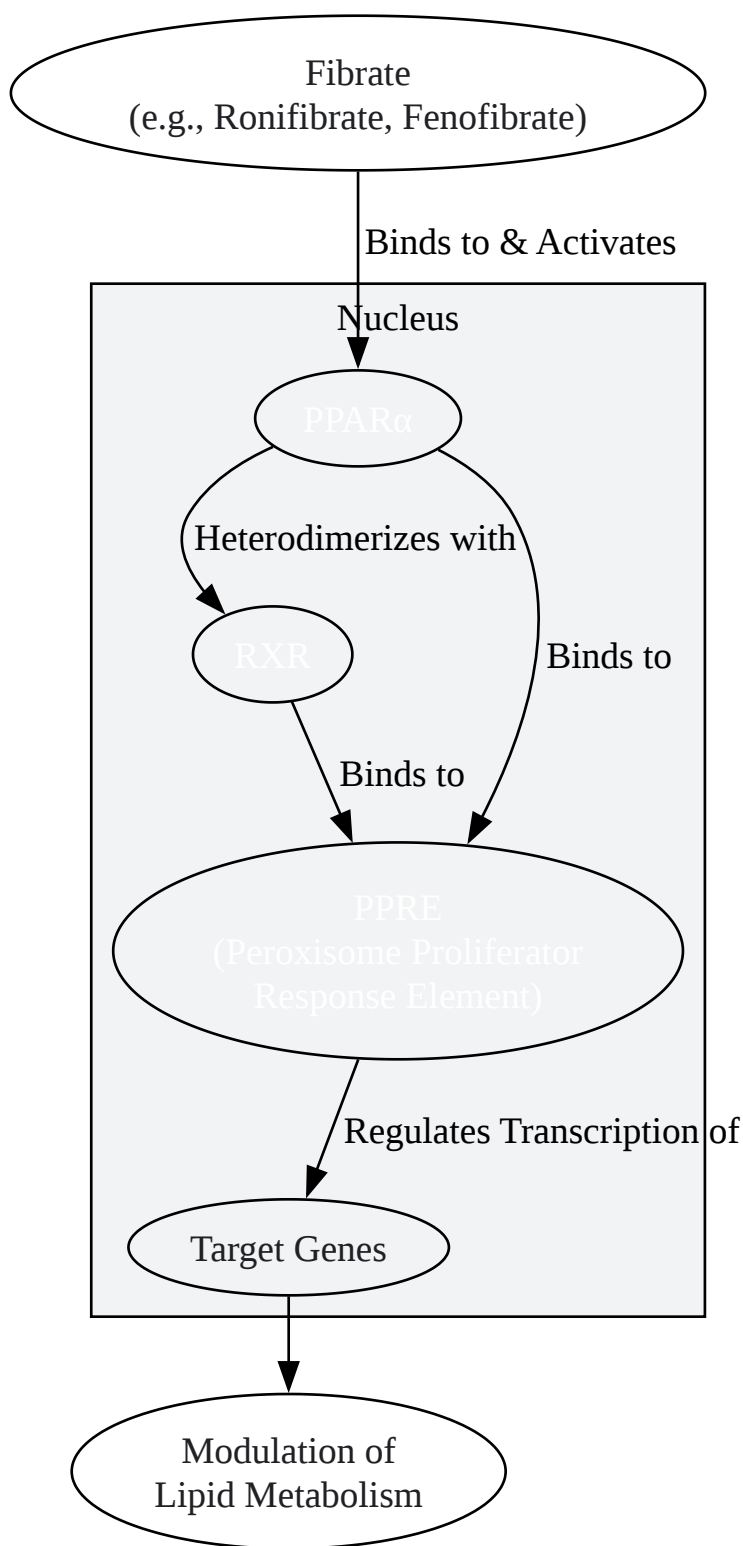 Fibrate
(e.g., Ronifibrate, Fenofibrate)
Binds to & Activates
Nucleus
PPARα
Heterodimerizes with
RXR
Binds to
Binds to
PPRE
(Peroxisome Proliferator
Response Element)
Regulates Transcription of
Target Genes
Modulation of
Lipid Metabolism